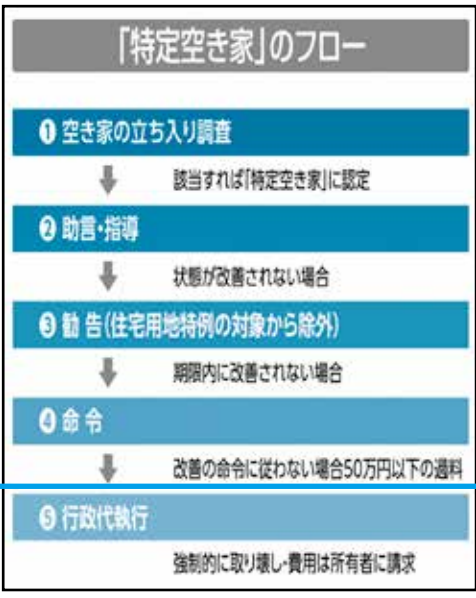 「特定空き家」のフロー
❶ 空き家の立ち入り調査
該当すれば「特定空き家」に認定
❷ 助言・指導
状態が改善されない場合
❸ 勧 告(住宅用地特例の対象から除外)
期限内に改善されない場合
❹ 命 令
改善の命令に従わない場合50万円以下の過料
❺ 行政代執行
強制的に取り壊し・費用は所有者に請求